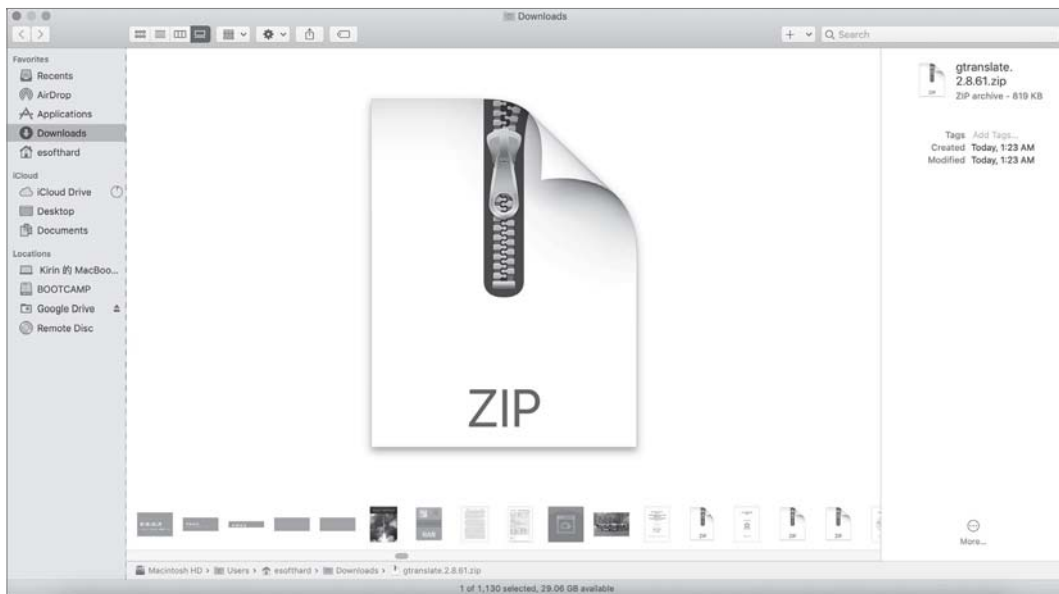 Downloads
Search
Favorites
Recents
AirDrop
Applications
Downloads
esofthard
iCloud
iCloud Drive
Desktop
Documents
Locations
Kirin 的 MacBoo...
BOOTCAMP
Google Drive
Remote Disc
ZIP
gtranslate.
2.8.61.zip
ZIP archive - 619 KB
Tags Add Tags...
Created Today, 1:23 AM
Modified Today, 1:23 AM
More...
Macintosh HD › Users › esofthard › Downloads › gtranslate.2.8.61.zip
1 of 1,130 selected, 29.06 GB available